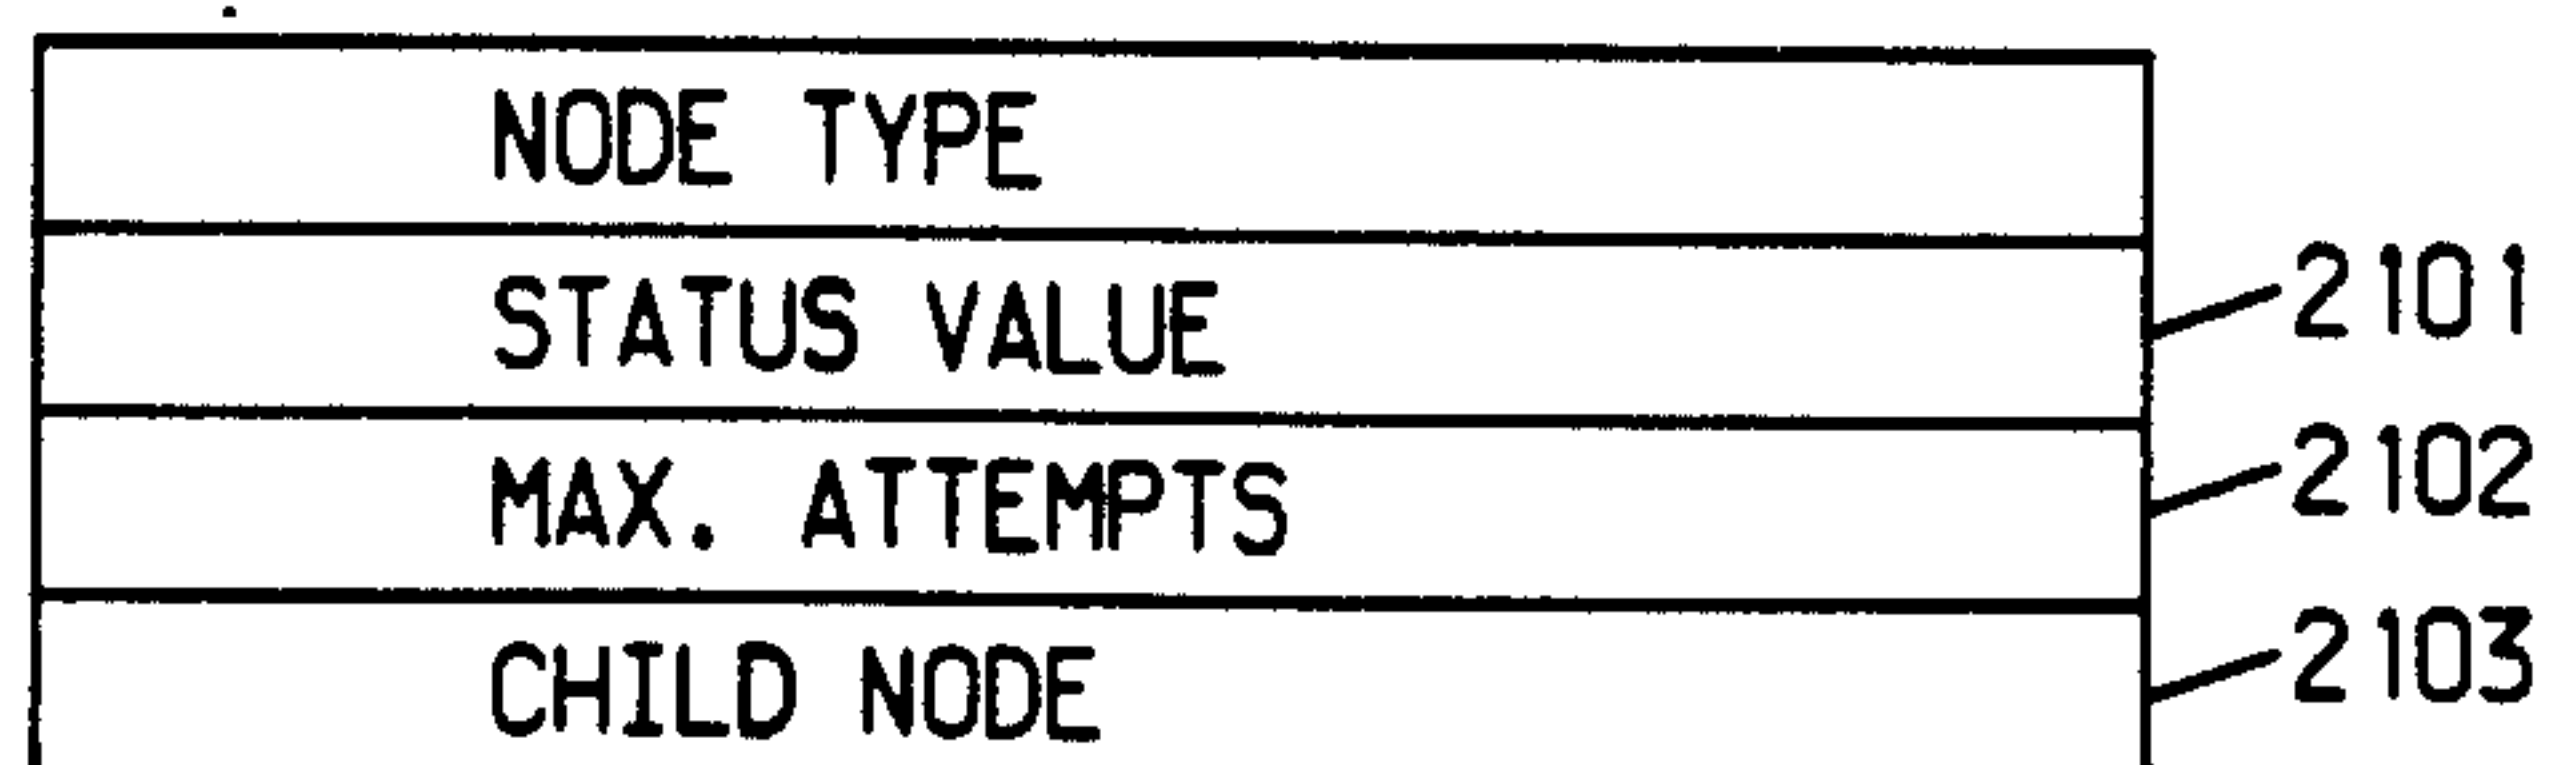 NODE TYPE
STATUS VALUE 2101
MAX. ATTEMPTS 2102
CHILD NODE 2103